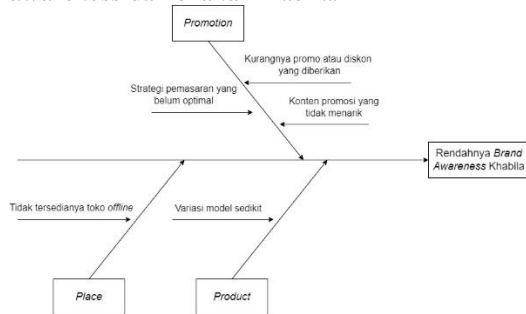 Promotion
Kurangnya promo atau diskon
yang diberikan
Strategi pemasaran yang
belum optimal
Konten promosi yang
tidak menarik
Rendahnya Brand
Awareness Khabila
Tidak tersedianya toko offline
Variasi model sedikit
Place
Product